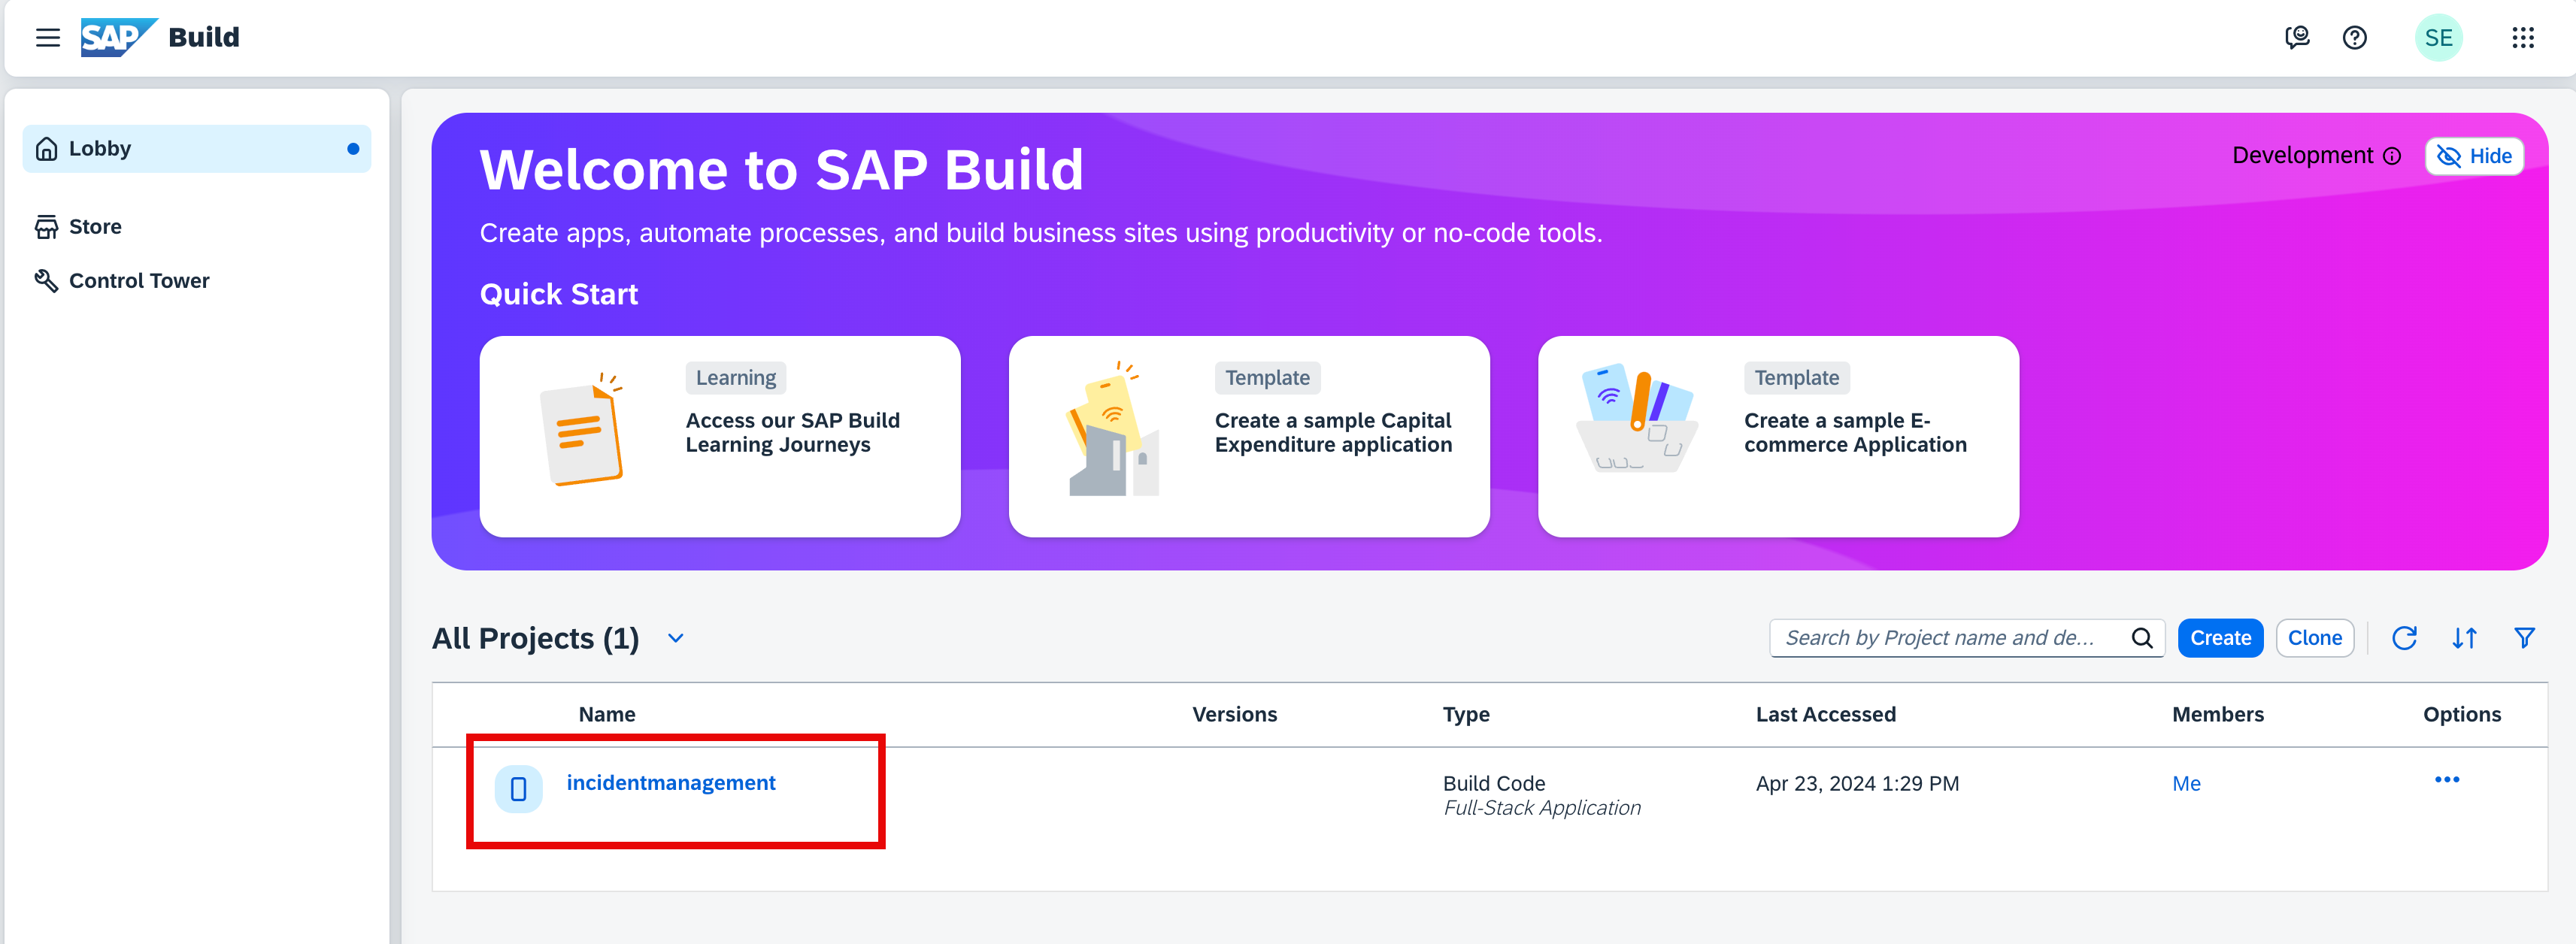 SAP Build
SE
Lobby
Store
Control Tower
Welcome to SAP Build
Development
Hide
Create apps, automate processes, and build business sites using productivity or no-code tools.
Quick Start
Learning
Access our SAP Build
Learning Journeys
Template
Create a sample Capital
Expenditure application
Template
Create a sample E-
commerce Application
All Projects (1)
Search by Project name and de...
Create
Clone
Name Versions Type Last Accessed Members Options
incidentmanagement Build Code Apr 23, 2024 1:29 PM Me
Full-Stack Application